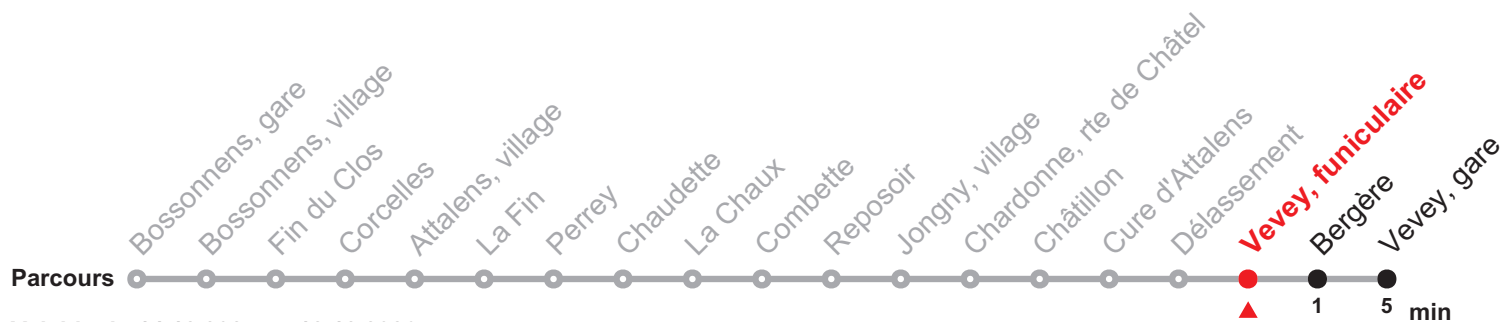 Bossonnens, gare
Bossonnens, village
Fin du Clos
Corcelles
Attalens, village
La Fin
Perrey
Chaudette
La Chaux
Combette
Reposoir
Jongny, village
Chardonne, rte de Châtel
Châtillon
Cure d'Attalens
Délassement
Vevey, funiculaire
Bergère
Vevey, gare
Parcours
1 5 min